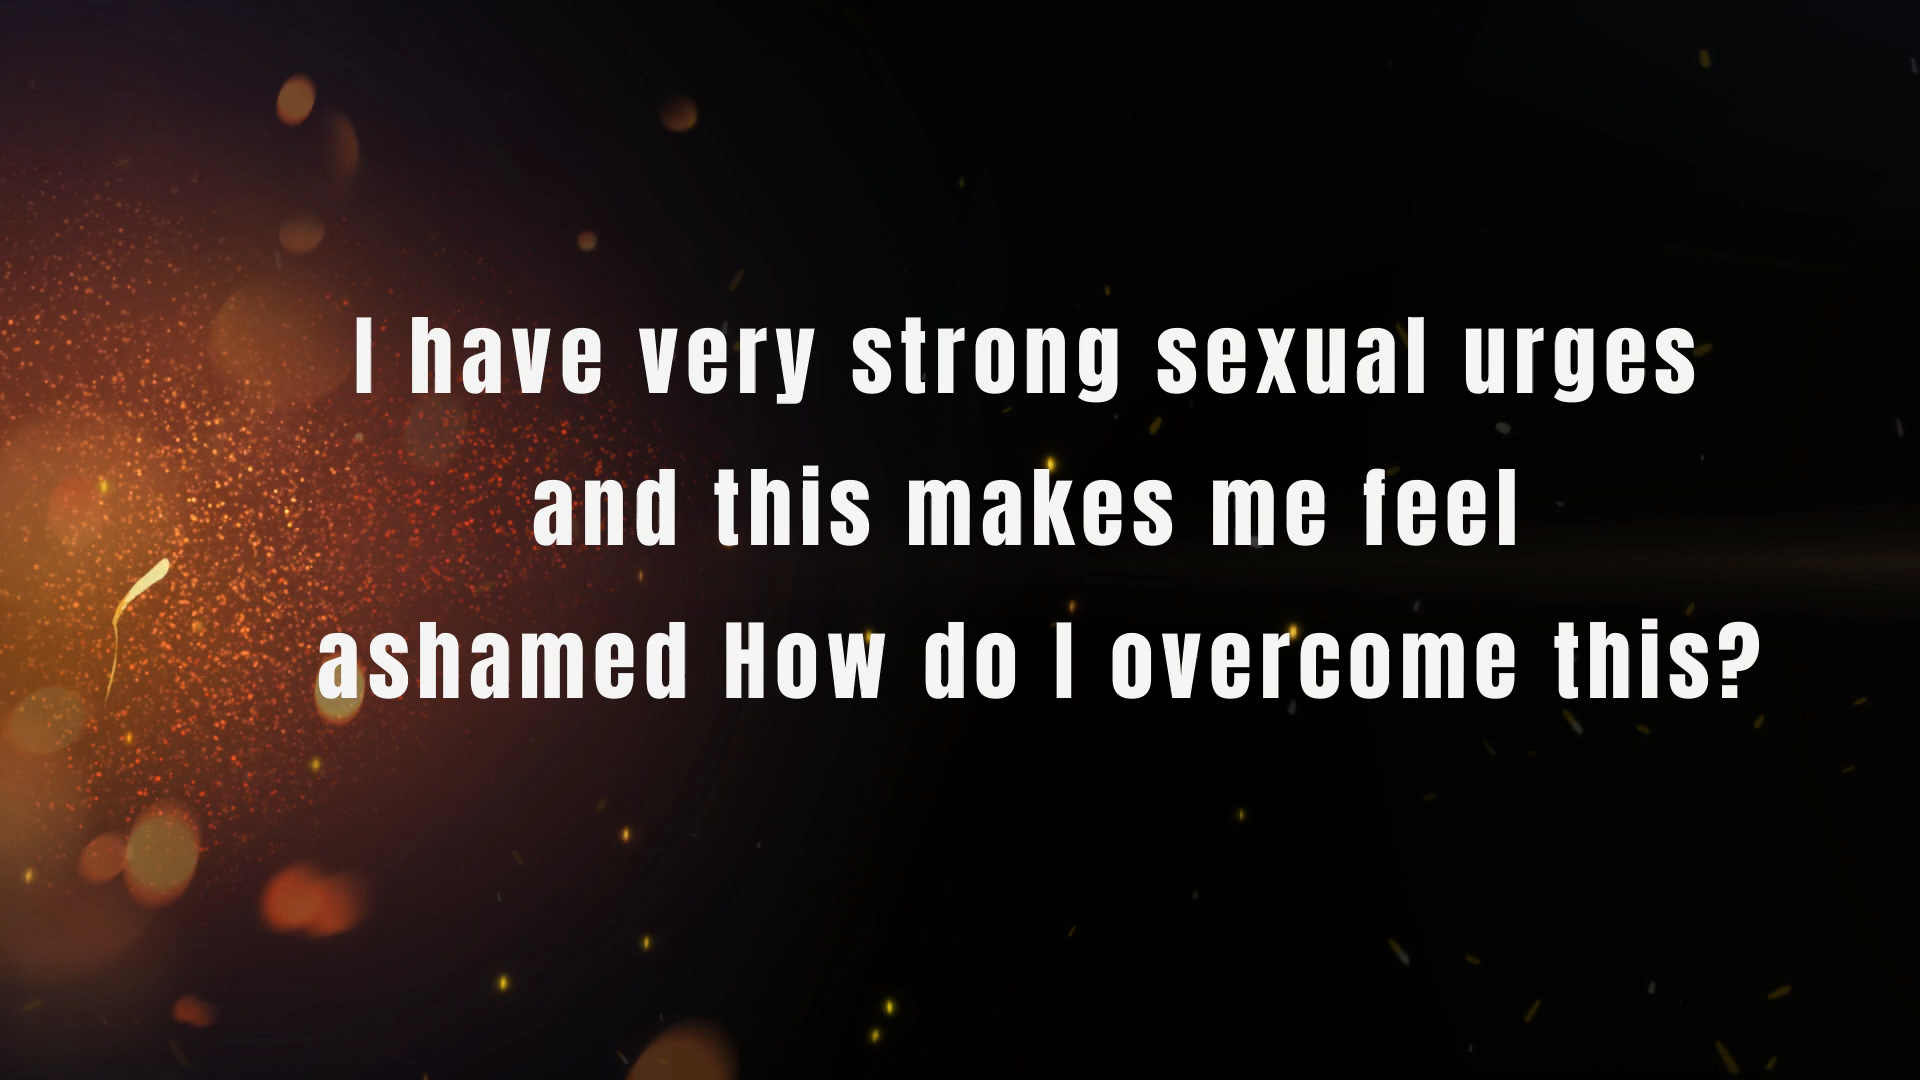 I have very strong sexual urges
and this makes me feel
ashamed How do I overcome this?